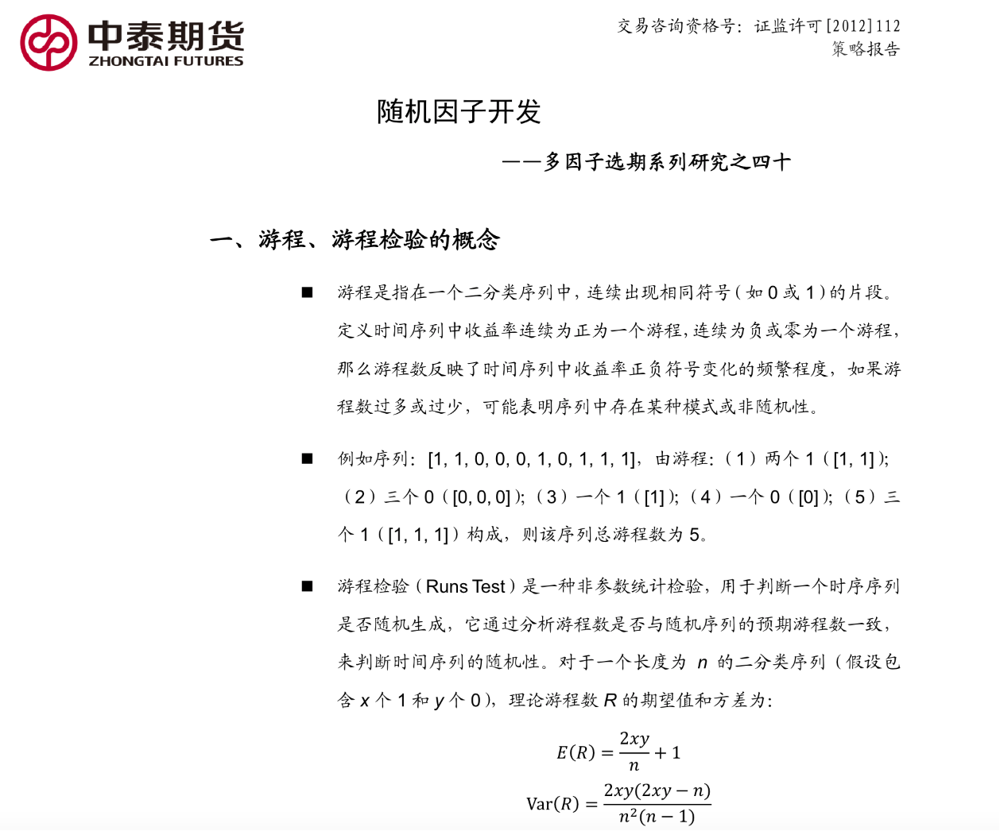 中泰期货
ZHONGTAI FUTURES
交易咨询资格号：证监许可[2012]112
策略报告
随机因子开发
——多因子选期系列研究之四十
一、游程、游程检验的概念
■ 游程是指在一个二分类序列中，连续出现相同符号（如 0 或 1）的片段。
定义时间序列中收益率连续为正为一个游程，连续为负或零为一个游程，
那么游程数反映了时间序列中收益率正负符号变化的频繁程度，如果游
程数过多或过少，可能表明序列中存在某种模式或非随机性。
■ 例如序列：[1, 1, 0, 0, 0, 1, 0, 1, 1, 1]，由游程：（1）两个 1（[1, 1]）；
（2）三个 0（[0, 0, 0]）；（3）一个 1（[1]）；（4）一个 0（[0]）；（5）三
个 1（[1, 1, 1]）构成，则该序列总游程数为 5。
■ 游程检验（Runs Test）是一种非参数统计检验，用于判断一个时序序列
是否随机生成，它通过分析游程数是否与随机序列的预期游程数一致，
来判断时间序列的随机性。对于一个长度为 n 的二分类序列（假设包
含 x 个 1 和 y 个 0），理论游程数 R 的期望值和方差为：
E(R) = 2xy/n + 1
Var(R) = 2xy(2xy − n)/n²(n − 1)